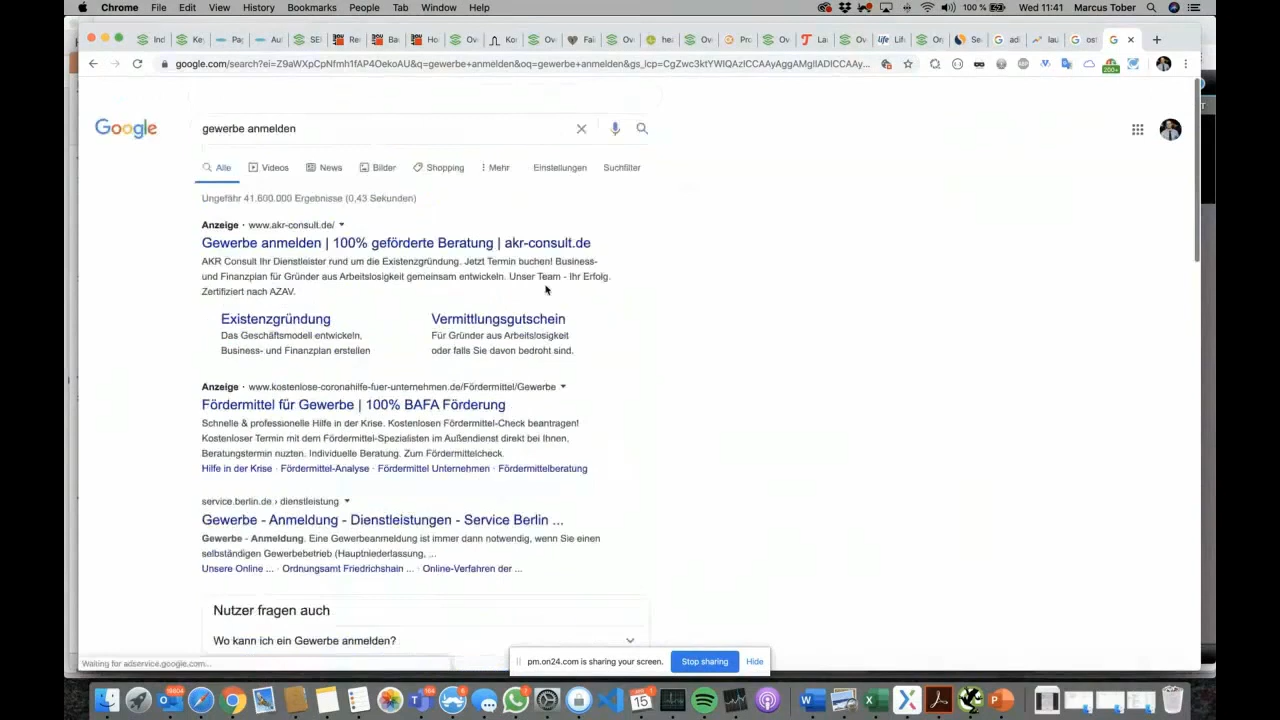 Chrome File Edit View History Bookmarks People Tab Window Help
100 % Wed 11:41 Marcus Tober
google.com/search?ei=Z9aWXpCpNfmh1fAP4OekoAU&q=gewerbe+anmelden&oq=gewerbe+anmelden&gs_lcp=CgZwc3ktYWIQAzICCAAyAggAMgIIADICCAAy...
200+
Google
gewerbe anmelden
Alle Videos News Bilder Shopping Mehr Einstellungen Suchfilter
Ungefähr 41.600.000 Ergebnisse (0,43 Sekunden)
Anzeige · www.akr-consult.de/
Gewerbe anmelden | 100% geförderte Beratung | akr-consult.de
AKR Consult Ihr Dienstleister rund um die Existenzgründung. Jetzt Termin buchen! Business-
und Finanzplan für Gründer aus Arbeitslosigkeit gemeinsam entwickeln. Unser Team - Ihr Erfolg.
Zertifiziert nach AZAV.
Existenzgründung
Das Geschäftsmodell entwickeln,
Business- und Finanzplan erstellen
Vermittlungsgutschein
Für Gründer aus Arbeitslosigkeit
oder falls Sie davon bedroht sind.
Anzeige · www.kostenlose-coronahilfe-fuer-unternehmen.de/Fördermittel/Gewerbe
Fördermittel für Gewerbe | 100% BAFA Förderung
Schnelle & professionelle Hilfe in der Krise. Kostenlosen Fördermittel-Check beantragen!
Kostenloser Termin mit dem Fördermittel-Spezialisten im Außendienst direkt bei Ihnen,
Beratungstermin nuzten. Individuelle Beratung. Zum Fördermittelcheck.
Hilfe in der Krise · Fördermittel-Analyse · Fördermittel Unternehmen · Fördermittelberatung
service.berlin.de › dienstleistung
Gewerbe - Anmeldung - Dienstleistungen - Service Berlin ...
Gewerbe - Anmeldung. Eine Gewerbeanmeldung ist immer dann notwendig, wenn Sie einen
selbständigen Gewerbebetrieb (Hauptniederlassung, ...
Unsere Online ... · Ordnungsamt Friedrichshain ... · Online-Verfahren der ...
Nutzer fragen auch
Wo kann ich ein Gewerbe anmelden?
Waiting for adservice.google.com...
pm.on24.com is sharing your screen. Stop sharing Hide